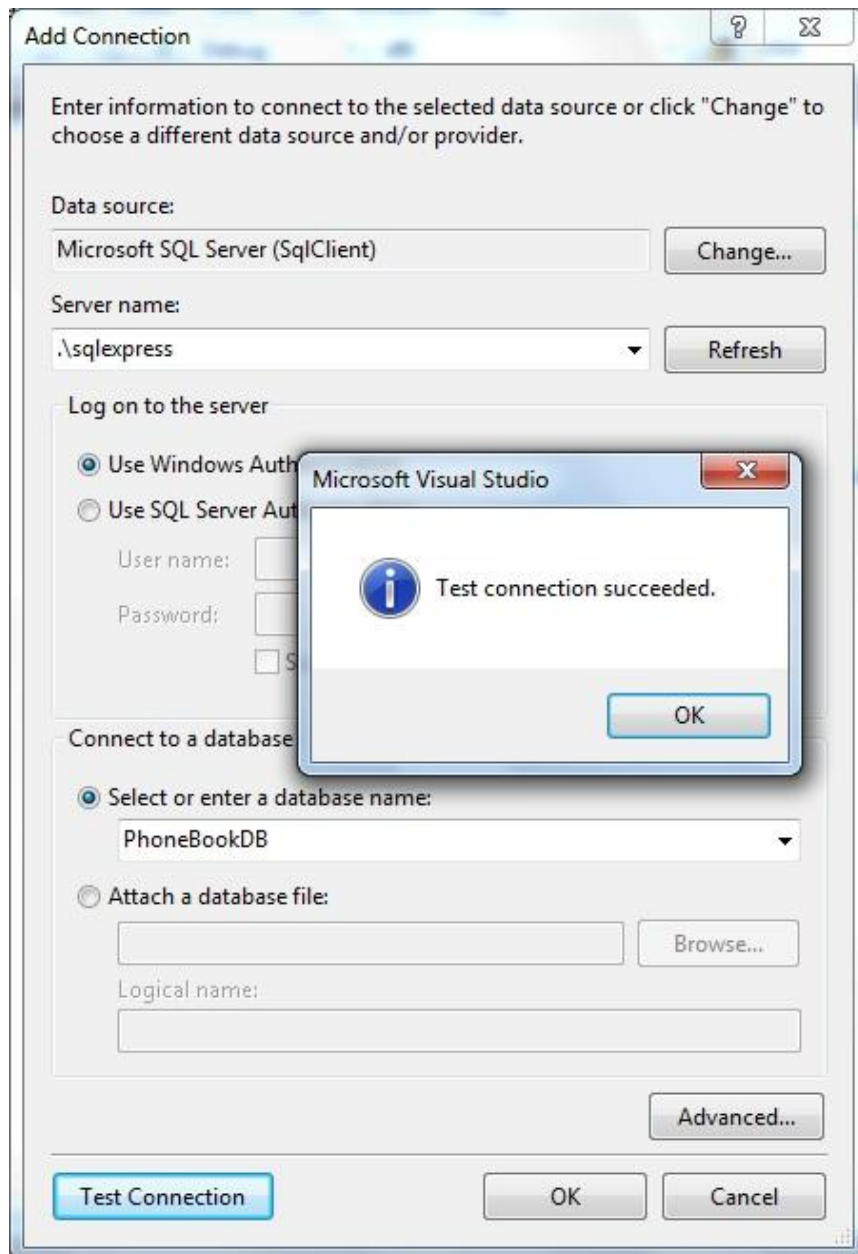 Add Connection
Enter information to connect to the selected data source or click "Change" to
choose a different data source and/or provider.
Data source:
Microsoft SQL Server (SqlClient)
Change...
Server name:
.\sqlexpress
Refresh
Log on to the server
Use Windows Auth
Use SQL Server Aut
User name:
Password:
S
Microsoft Visual Studio
Test connection succeeded.
OK
Connect to a database
Select or enter a database name:
PhoneBookDB
Attach a database file:
Browse...
Logical name:
Advanced...
Test Connection
OK
Cancel